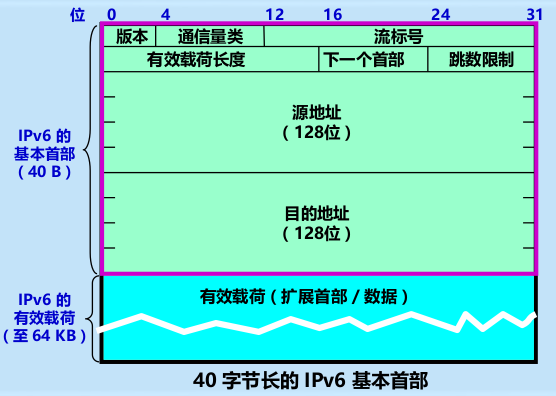 位 0 4 12 16 24 31
版本 通信量类 流标号
有效载荷长度 下一个首部 跳数限制
源地址
（128位）
IPv6 的
基本首部
（40 B）
目的地址
（128位）
IPv6 的
有效载荷
（至 64 KB）
有效载荷（扩展首部 / 数据）
40 字节长的 IPv6 基本首部